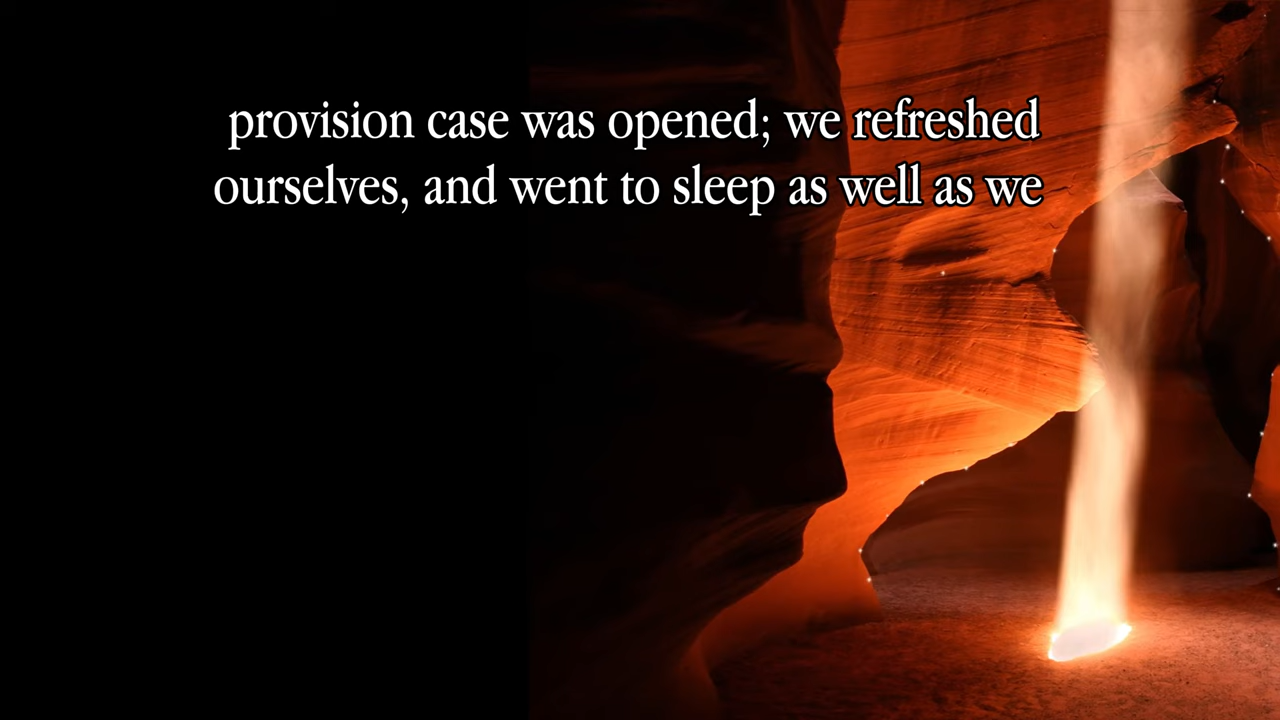 provision case was opened; we refreshed
ourselves, and went to sleep as well as we